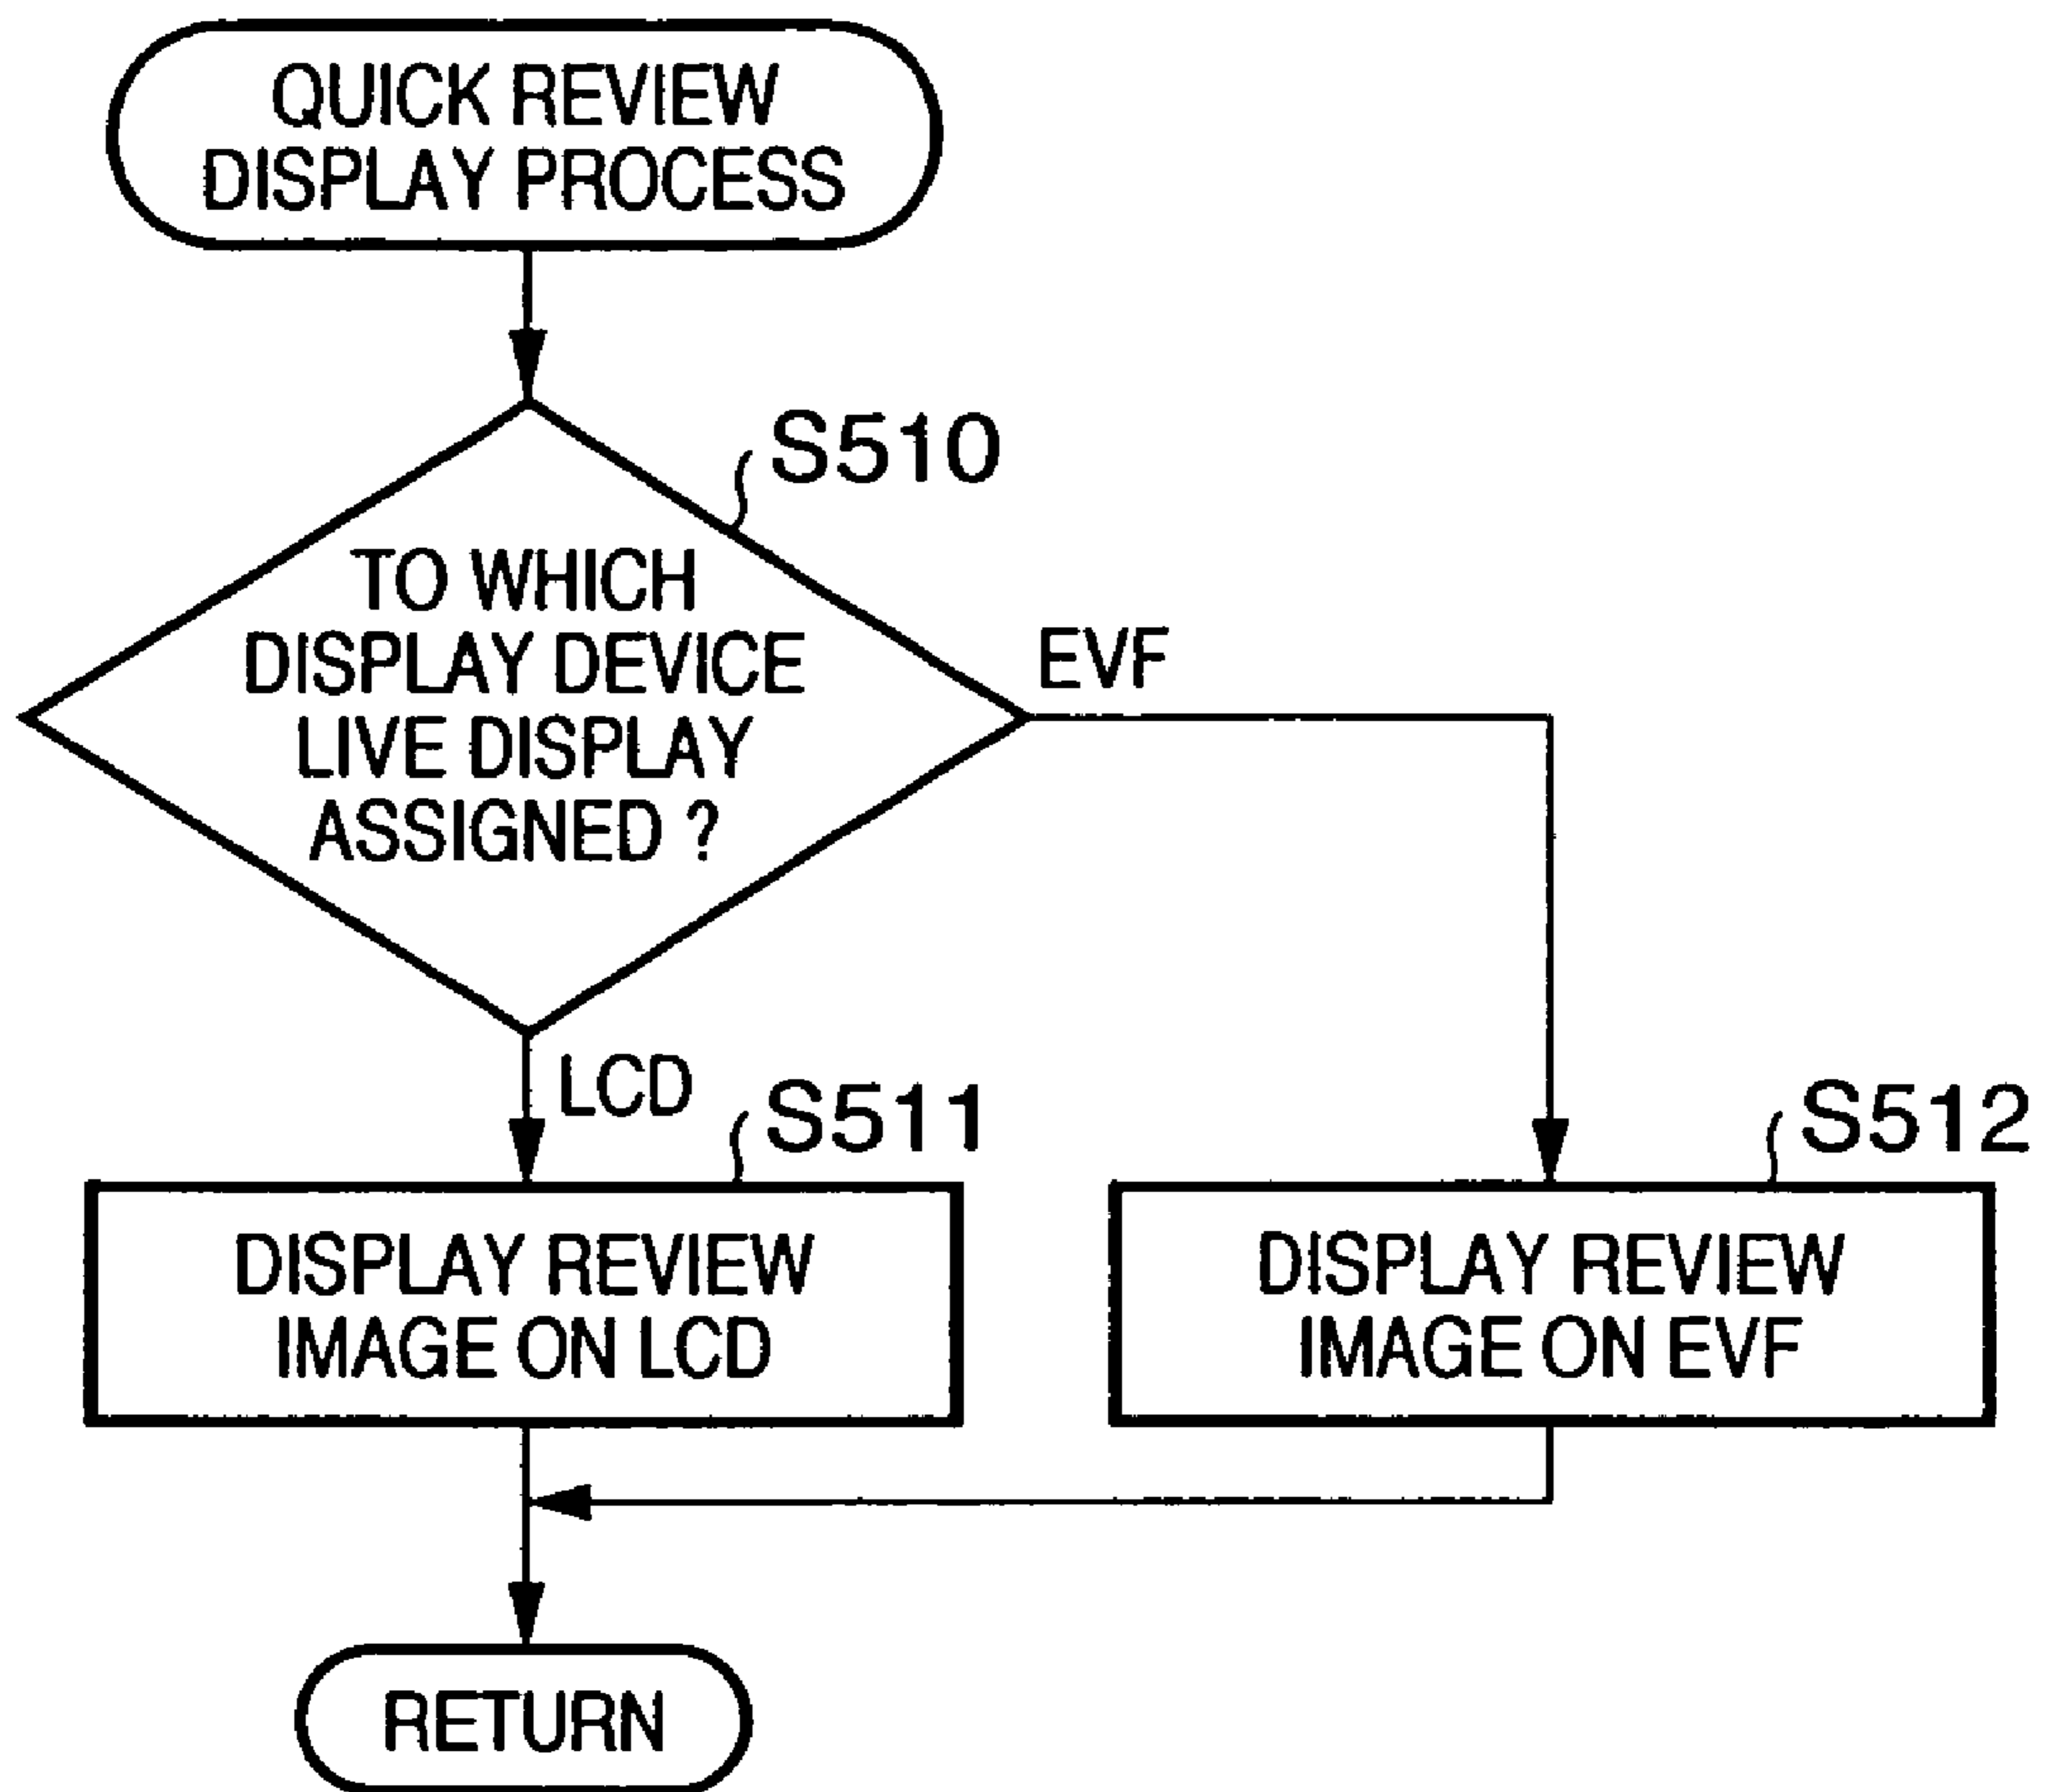 QUICK REVIEW
DISPLAY PROCESS
S510
TO WHICH
DISPLAY DEVICE
LIVE DISPLAY
ASSIGNED ?
EVF
LCD
S511
S512
DISPLAY REVIEW
IMAGE ON LCD
DISPLAY REVIEW
IMAGE ON EVF
RETURN